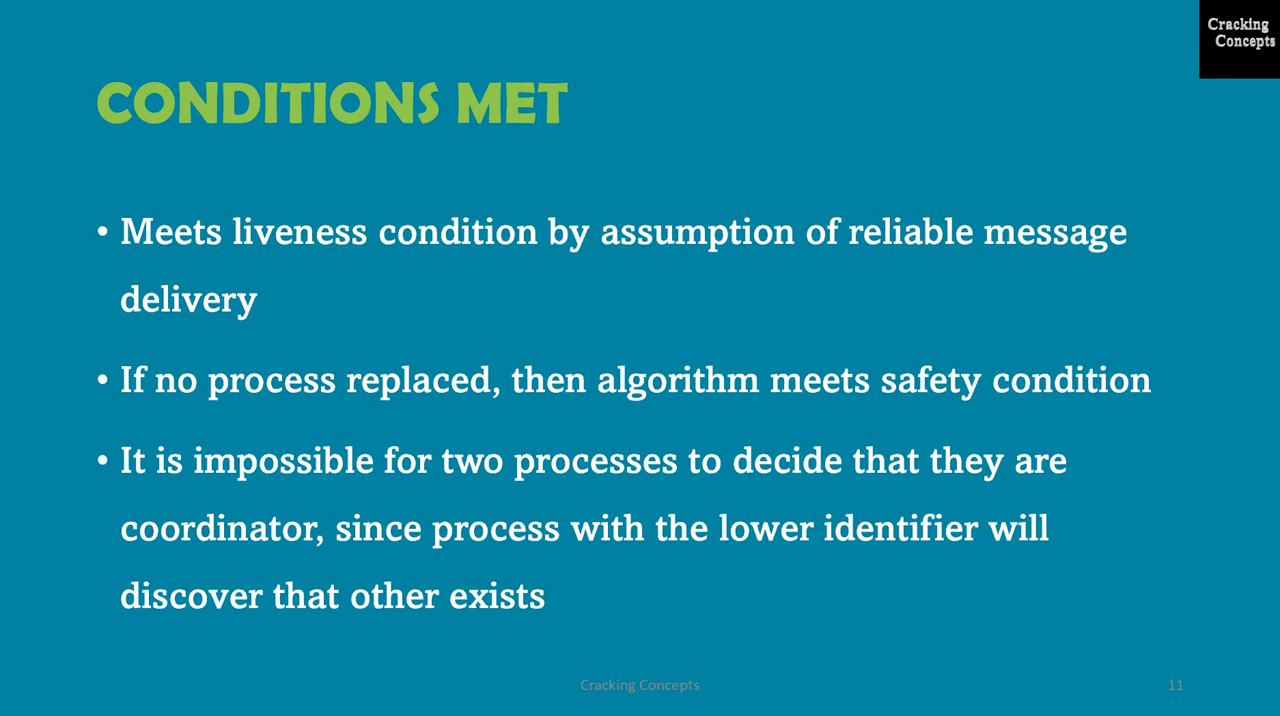 Cracking
Concepts
CONDITIONS MET
• Meets liveness condition by assumption of reliable message
delivery
• If no process replaced, then algorithm meets safety condition
• It is impossible for two processes to decide that they are
coordinator, since process with the lower identifier will
discover that other exists
Cracking Concepts
11